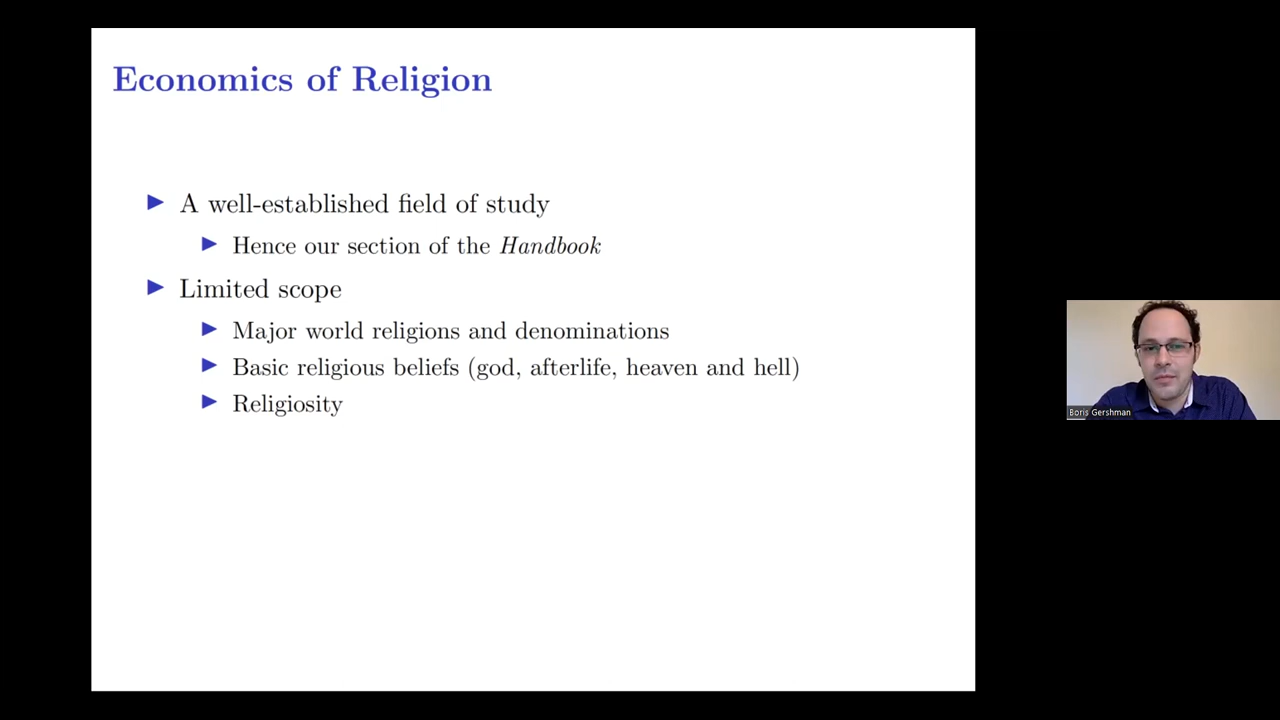 Economics of Religion
A well-established field of study
Hence our section of the Handbook
Limited scope
Major world religions and denominations
Basic religious beliefs (god, afterlife, heaven and hell)
Religiosity
Boris Gershman